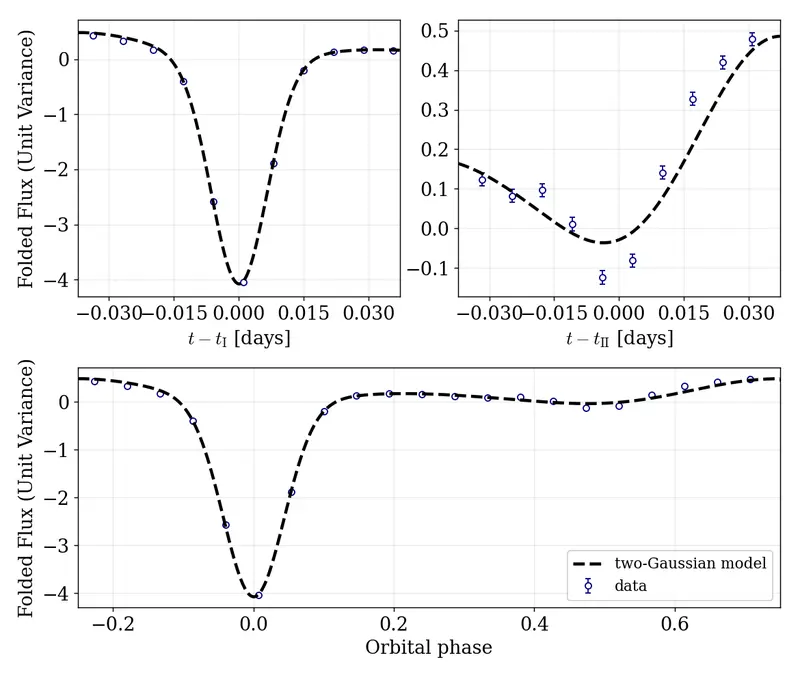 Folded Flux (Unit Variance)
0
−1
−2
−3
−4
−0.030 −0.015 0.000 0.015 0.030
t − tI [days]
0.5
0.4
0.3
0.2
0.1
0.0
−0.1
−0.030 −0.015 0.000 0.015 0.030
t − tII [days]
Folded Flux (Unit Variance)
0
−1
−2
−3
−4
−0.2 0.0 0.2 0.4 0.6
Orbital phase
two-Gaussian model
data